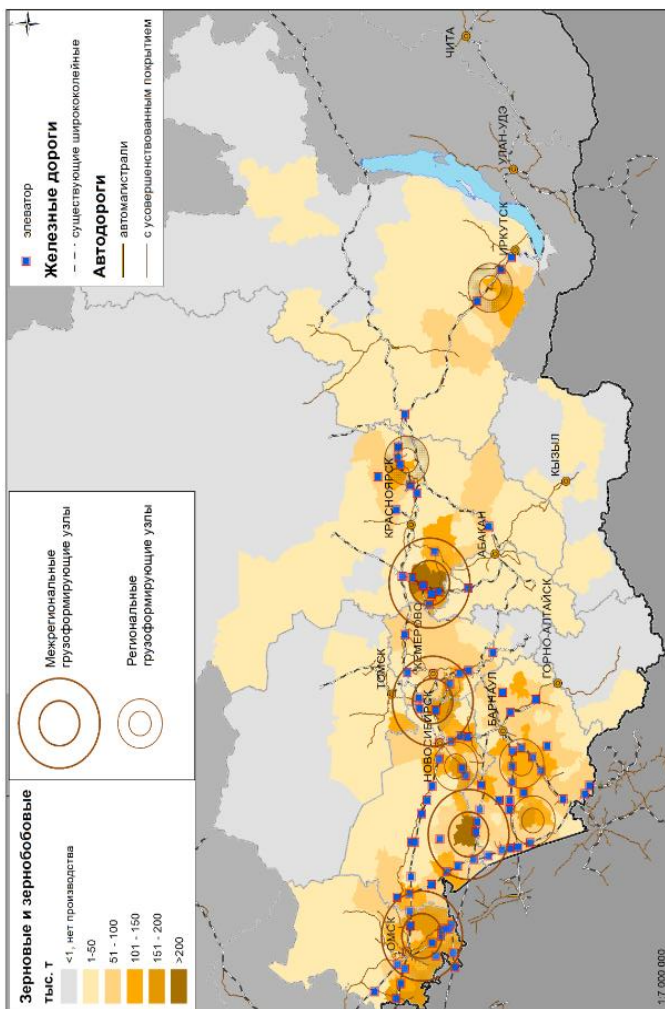 Зерновые и зернобобовые
тыс. т
<1, нет производства
1-50
51 - 100
101 - 150
151 - 200
>200
Межрегиональные
грузоформирующие узлы
Региональные
грузоформирующие узлы
элеватор
Железные дороги
существующие ширококолейные
Автодороги
автомагистрали
с усовершенствованным покрытием
ОМСК
НОВОСИБИРСК
ТОМСК
КЕМЕРОВО
БАРНАУЛ
ГОРНО-АЛТАЙСК
КРАСНОЯРСК
АБАКАН
КЫЗЫЛ
ИРКУТСК
УЛАН-УДЭ
ЧИТА
1:7 000 000